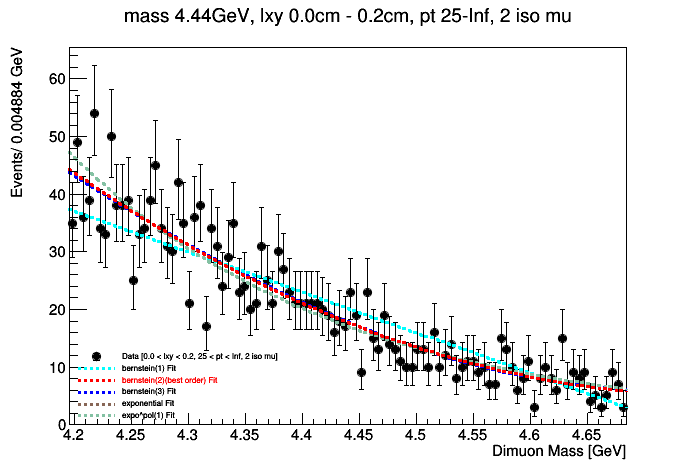 mass 4.44GeV, lxy 0.0cm - 0.2cm, pt 25-Inf, 2 iso mu
Events/ 0.004884 GeV
60
50
40
30
20
10
0
Data [0.0 < lxy < 0.2, 25 < pt < Inf, 2 iso mu]
bernstein(1) Fit
bernstein(2)(best order) Fit
bernstein(3) Fit
exponential Fit
expo*pol(1) Fit
4.2 4.25 4.3 4.35 4.4 4.45 4.5 4.55 4.6 4.65
Dimuon Mass [GeV]